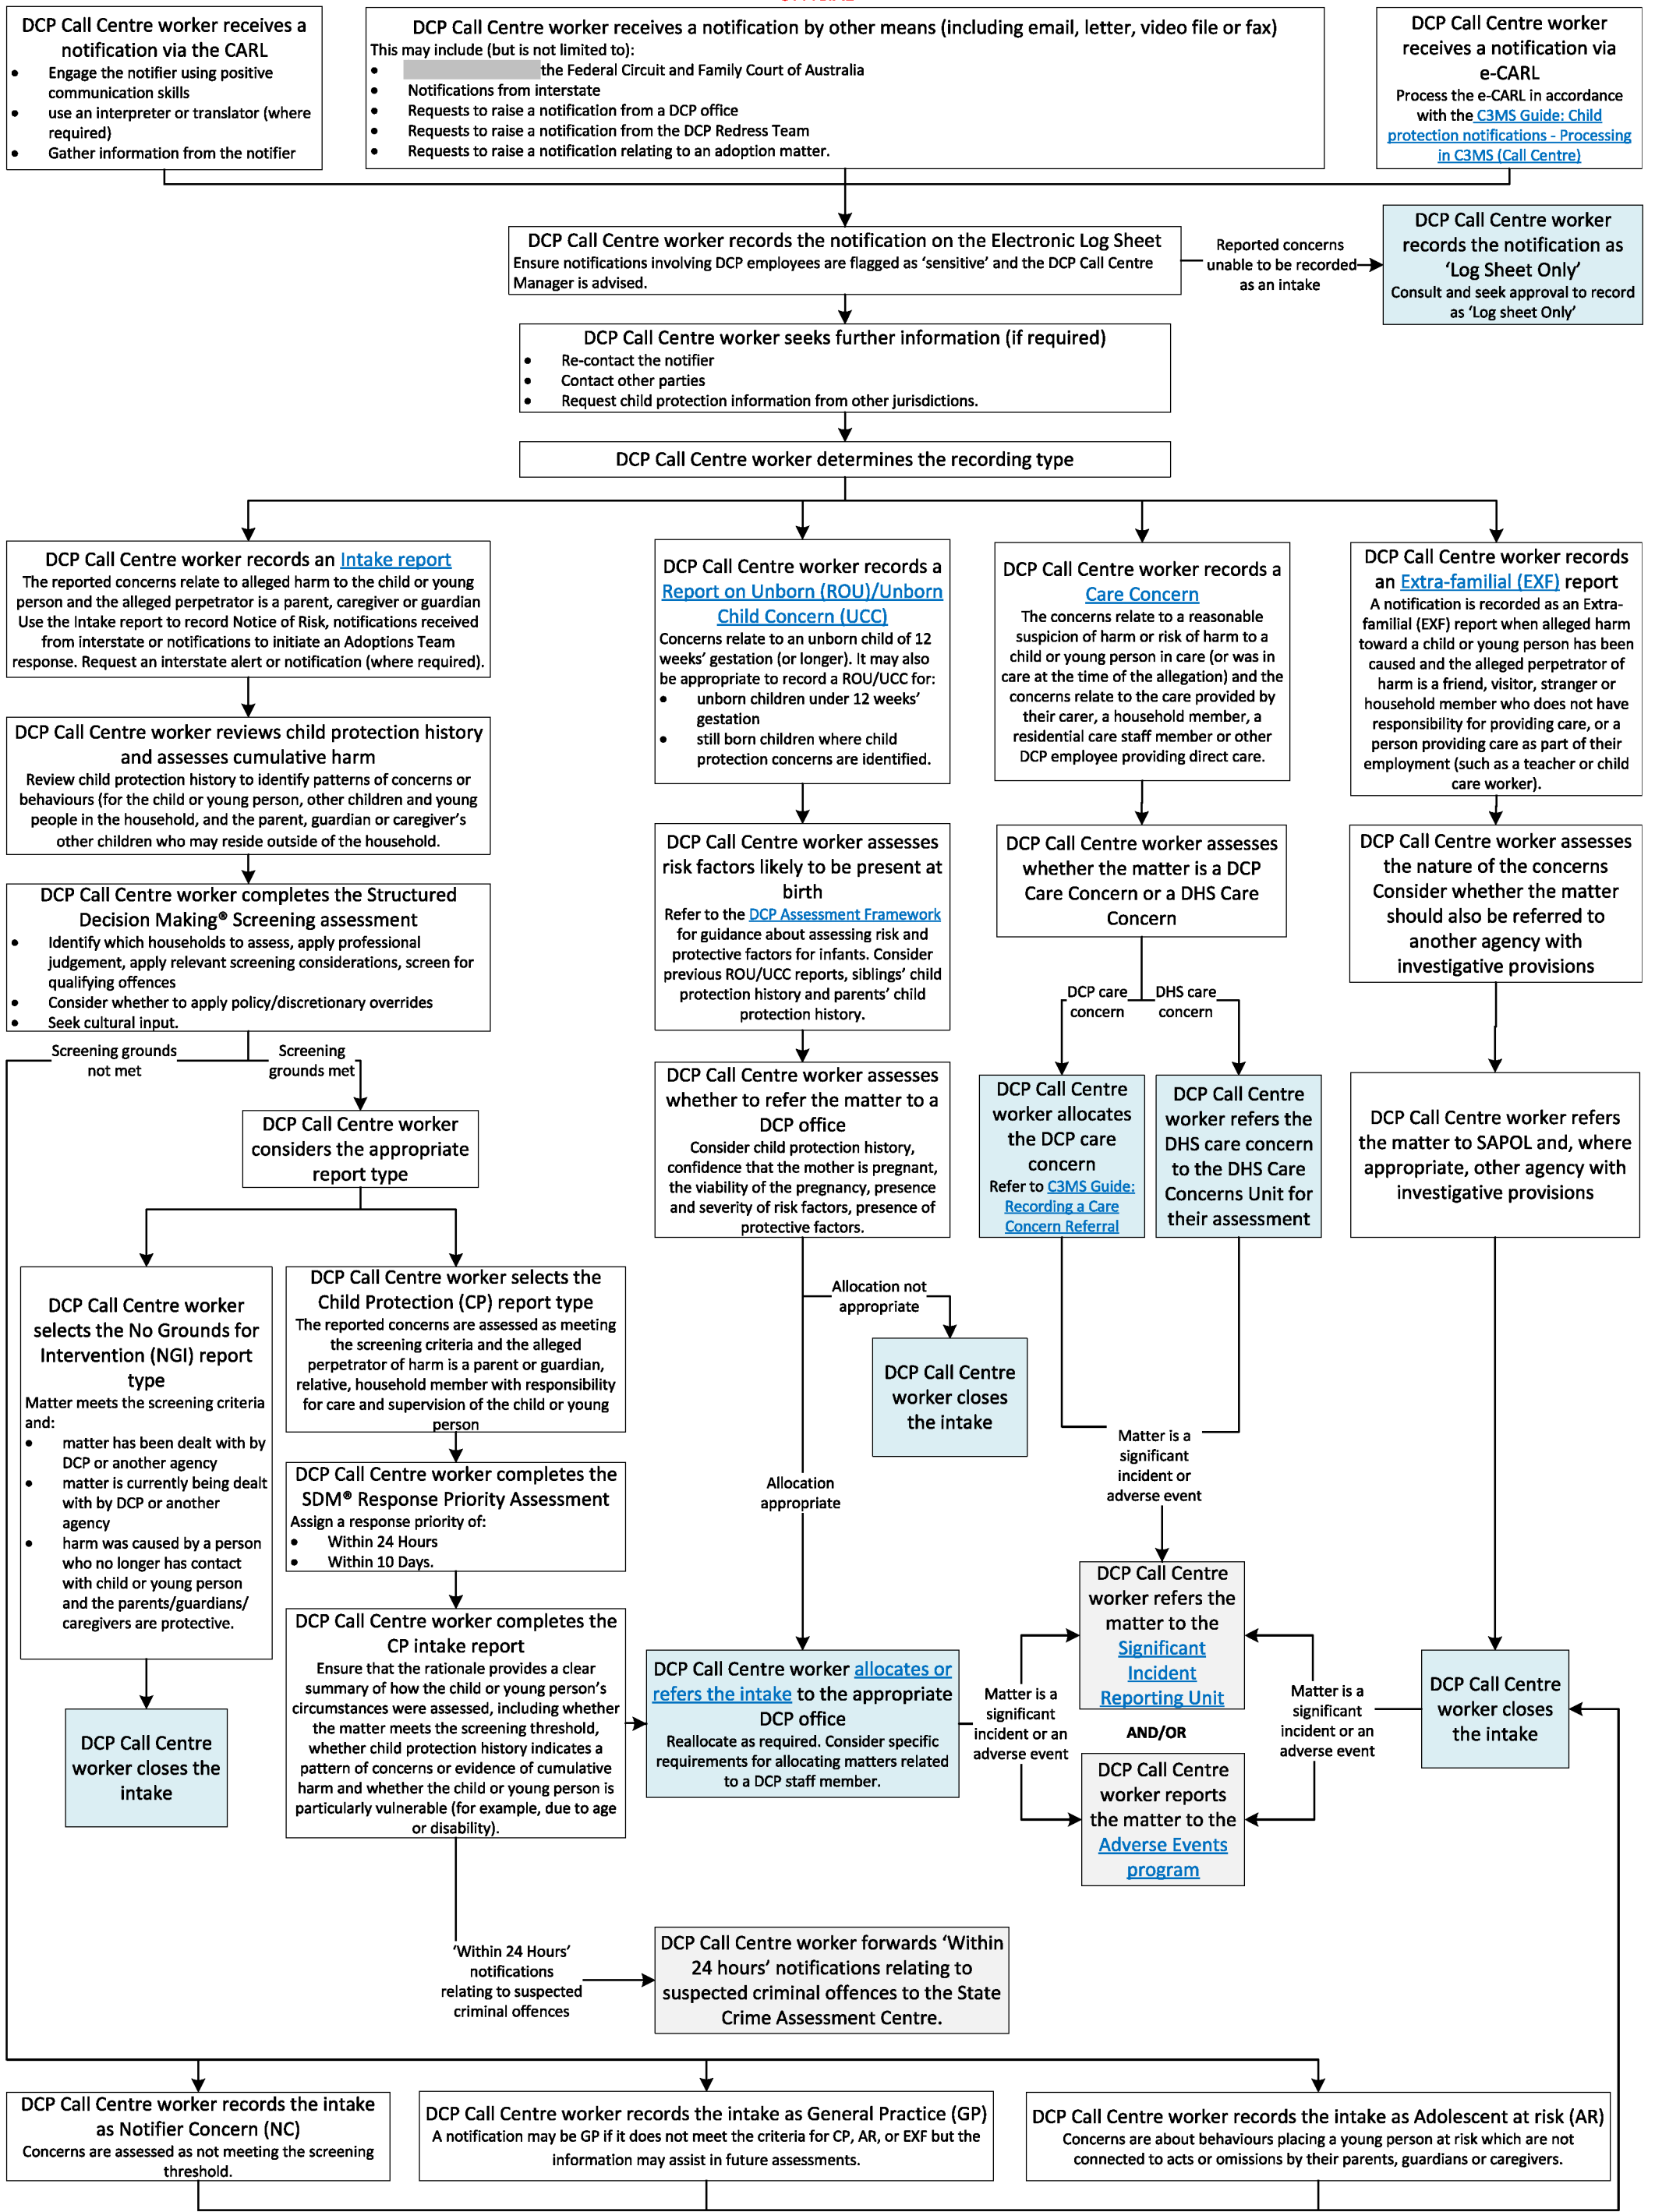 DCP Call Centre worker receives a
notification via the CARL
• Engage the notifier using positive
communication skills
• use an interpreter or translator (where
required)
• Gather information from the notifier
DCP Call Centre worker receives a notification by other means (including email, letter, video file or fax)
This may include (but is not limited to):
• the Federal Circuit and Family Court of Australia
• Notifications from interstate
• Requests to raise a notification from a DCP office
• Requests to raise a notification from the DCP Redress Team
• Requests to raise a notification relating to an adoption matter.
DCP Call Centre worker
receives a notification via
e-CARL
Process the e-CARL in accordance
with the C3MS Guide: Child
protection notifications - Processing
in C3MS (Call Centre)
DCP Call Centre worker records the notification on the Electronic Log Sheet
Ensure notifications involving DCP employees are flagged as ‘sensitive’ and the DCP Call Centre
Manager is advised.
Reported concerns
unable to be recorded
as an intake
DCP Call Centre worker
records the notification as
‘Log Sheet Only’
Consult and seek approval to record
as ‘Log sheet Only’
DCP Call Centre worker seeks further information (if required)
• Re-contact the notifier
• Contact other parties
• Request child protection information from other jurisdictions.
DCP Call Centre worker determines the recording type
DCP Call Centre worker records an Intake report
The reported concerns relate to alleged harm to the child or young
person and the alleged perpetrator is a parent, caregiver or guardian
Use the Intake report to record Notice of Risk, notifications received
from interstate or notifications to initiate an Adoptions Team
response. Request an interstate alert or notification (where required).
DCP Call Centre worker records a
Report on Unborn (ROU)/Unborn
Child Concern (UCC)
Concerns relate to an unborn child of 12
weeks’ gestation (or longer). It may also
be appropriate to record a ROU/UCC for:
• unborn children under 12 weeks’
gestation
• still born children where child
protection concerns are identified.
DCP Call Centre worker records a
Care Concern
The concerns relate to a reasonable
suspicion of harm or risk of harm to a
child or young person in care (or was in
care at the time of the allegation) and the
concerns relate to the care provided by
their carer, a household member, a
residential care staff member or other
DCP employee providing direct care.
DCP Call Centre worker records
an Extra-familial (EXF) report
A notification is recorded as an Extra-
familial (EXF) report when alleged harm
toward a child or young person has been
caused and the alleged perpetrator of
harm is a friend, visitor, stranger or
household member who does not have
responsibility for providing care, or a
person providing care as part of their
employment (such as a teacher or child
care worker).
DCP Call Centre worker reviews child protection history
and assesses cumulative harm
Review child protection history to identify patterns of concerns or
behaviours (for the child or young person, other children and young
people in the household, and the parent, guardian or caregiver’s
other children who may reside outside of the household.
DCP Call Centre worker assesses
risk factors likely to be present at
birth
Refer to the DCP Assessment Framework
for guidance about assessing risk and
protective factors for infants. Consider
previous ROU/UCC reports, siblings’ child
protection history and parents’ child
protection history.
DCP Call Centre worker assesses
whether the matter is a DCP
Care Concern or a DHS Care
Concern
DCP Call Centre worker assesses
the nature of the concerns
Consider whether the matter
should also be referred to
another agency with
investigative provisions
DCP Call Centre worker completes the Structured
Decision Making® Screening assessment
• Identify which households to assess, apply professional
judgement, apply relevant screening considerations, screen for
qualifying offences
• Consider whether to apply policy/discretionary overrides
• Seek cultural input.
DCP care
concern
DHS care
concern
Screening grounds
not met
Screening
grounds met
DCP Call Centre worker
considers the appropriate
report type
DCP Call Centre worker assesses
whether to refer the matter to a
DCP office
Consider child protection history,
confidence that the mother is pregnant,
the viability of the pregnancy, presence
and severity of risk factors, presence of
protective factors.
DCP Call Centre
worker allocates
the DCP care
concern
Refer to C3MS Guide:
Recording a Care
Concern Referral
DCP Call Centre
worker refers the
DHS care concern
to the DHS Care
Concerns Unit for
their assessment
DCP Call Centre worker refers
the matter to SAPOL and, where
appropriate, other agency with
investigative provisions
DCP Call Centre worker
selects the No Grounds for
Intervention (NGI) report
type
Matter meets the screening criteria
and:
• matter has been dealt with by
DCP or another agency
• matter is currently being dealt
with by DCP or another
agency
• harm was caused by a person
who no longer has contact
with child or young person
and the parents/guardians/
caregivers are protective.
DCP Call Centre worker selects the
Child Protection (CP) report type
The reported concerns are assessed as meeting
the screening criteria and the alleged
perpetrator of harm is a parent or guardian,
relative, household member with responsibility
for care and supervision of the child or young
person
Allocation not
appropriate
DCP Call Centre
worker closes
the intake
Matter is a
significant
incident or
adverse event
DCP Call Centre worker completes the
SDM® Response Priority Assessment
Assign a response priority of:
• Within 24 Hours
• Within 10 Days.
Allocation
appropriate
DCP Call Centre worker completes the
CP intake report
Ensure that the rationale provides a clear
summary of how the child or young person’s
circumstances were assessed, including whether
the matter meets the screening threshold,
whether child protection history indicates a
pattern of concerns or evidence of cumulative
harm and whether the child or young person is
particularly vulnerable (for example, due to age
or disability).
DCP Call Centre
worker closes the
intake
DCP Call Centre worker allocates or
refers the intake to the appropriate
DCP office
Reallocate as required. Consider specific
requirements for allocating matters related
to a DCP staff member.
Matter is a
significant
incident or an
adverse event
DCP Call Centre
worker refers the
matter to the
Significant
Incident
Reporting Unit
AND/OR
DCP Call Centre
worker reports
the matter to the
Adverse Events
program
Matter is a
significant
incident or an
adverse event
DCP Call Centre
worker closes
the intake
‘Within 24 Hours’
notifications
relating to suspected
criminal offences
DCP Call Centre worker forwards ‘Within
24 hours’ notifications relating to
suspected criminal offences to the State
Crime Assessment Centre.
DCP Call Centre worker records the intake
as Notifier Concern (NC)
Concerns are assessed as not meeting the screening
threshold.
DCP Call Centre worker records the intake as General Practice (GP)
A notification may be GP if it does not meet the criteria for CP, AR, or EXF but the
information may assist in future assessments.
DCP Call Centre worker records the intake as Adolescent at risk (AR)
Concerns are about behaviours placing a young person at risk which are not
connected to acts or omissions by their parents, guardians or caregivers.